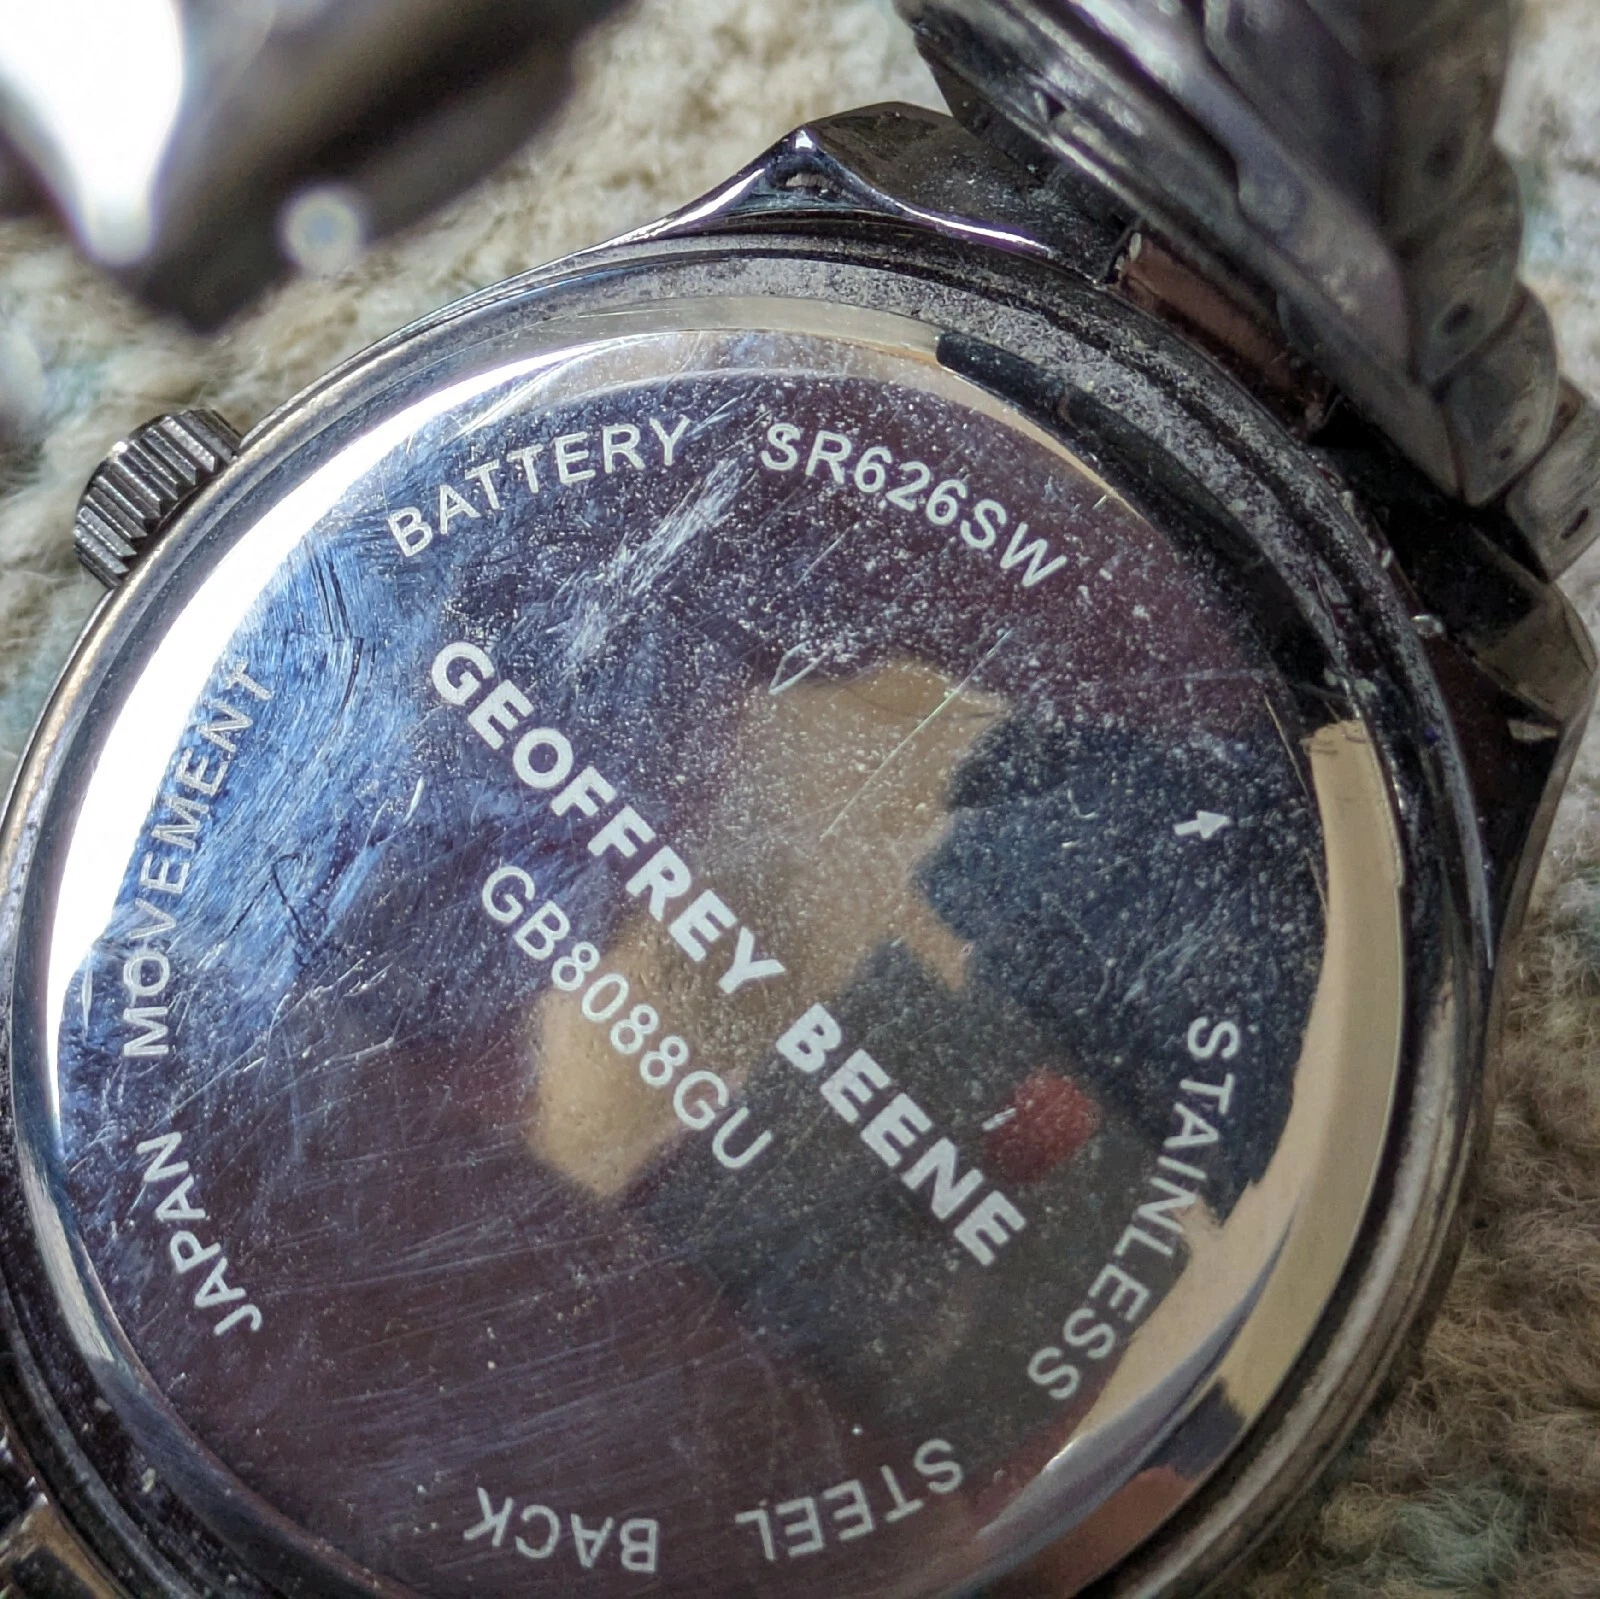 BATTERY SR626SW
GEOFFREY BEENE
GB8088GU
STAINLESS STEEL BACK
JAPAN MOVEMENT